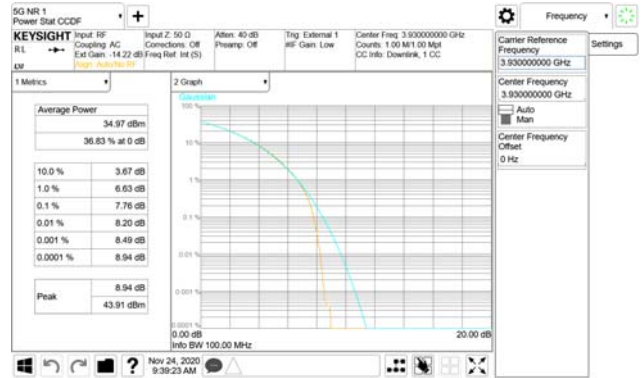 5G NR 1
Power Stat CCDF
Frequency
KEYSIGHT
RL
LXI
Input: RF
Coupling: AC
Ext Gain: -14.22 dB
Align: Auto/No RF
Input Z: 50 Ω
Corrections: Off
Freq Ref: Int (S)
Atten: 40 dB
Preamp: Off
Trig: External 1
#IF Gain: Low
Center Freq: 3.930000000 GHz
Counts: 1.00 M/1.00 Mpt
CC Info: Downlink, 1 CC
Settings
Carrier Reference
Frequency
3.930000000 GHz
Center Frequency
3.930000000 GHz
Auto
Man
Center Frequency
Offset
0 Hz
1 Metrics
Average Power
34.97 dBm
36.83 % at 0 dB
10.0 % 3.67 dB
1.0 % 6.63 dB
0.1 % 7.76 dB
0.01 % 8.20 dB
0.001 % 8.49 dB
0.0001 % 8.94 dB
Peak
8.94 dB
43.91 dBm
2 Graph
Gaussian
100 %
10 %
1 %
0.1 %
0.01 %
0.001 %
0.0001 %
0.00 dB
20.00 dB
Info BW 100.00 MHz
?
Nov 24, 2020
9:39:23 AM